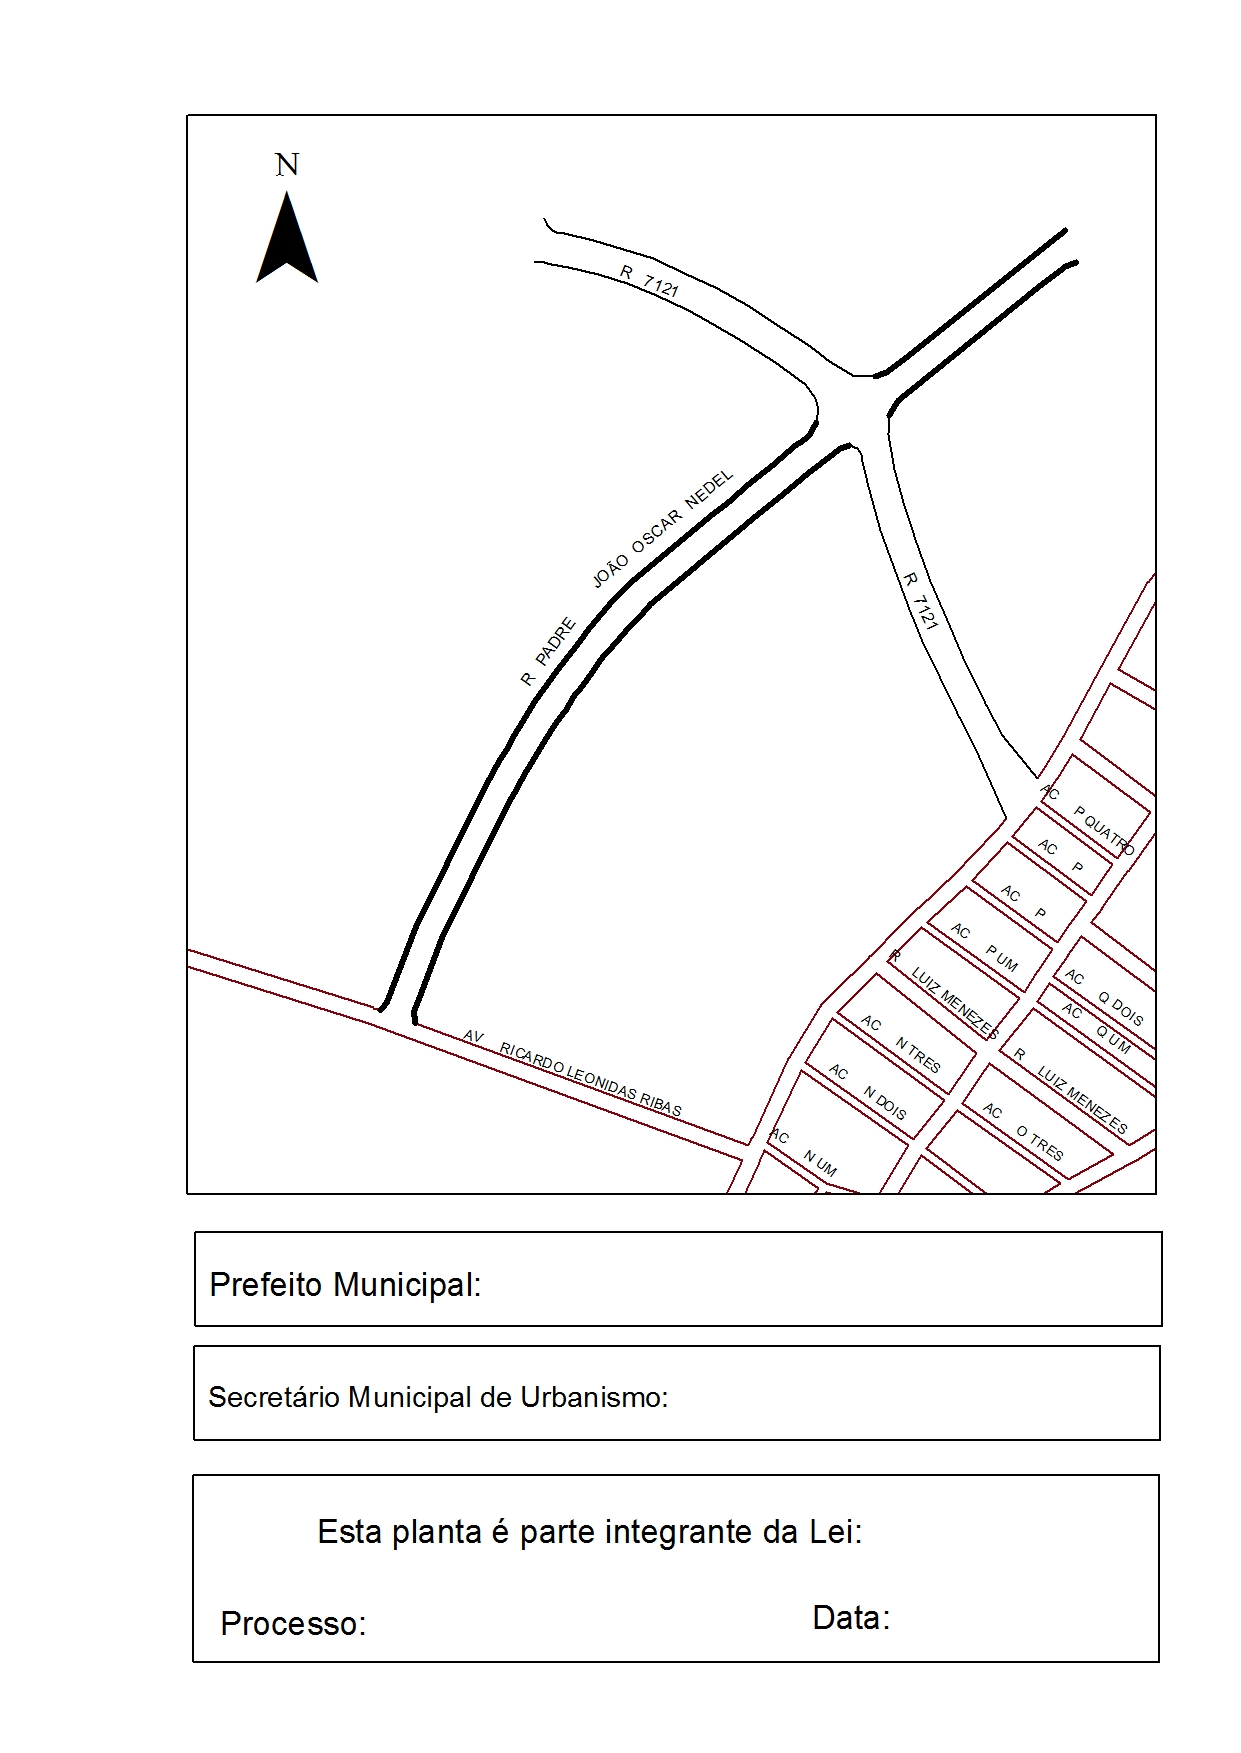 N
R 7121
R PADRE JOÃO OSCAR NEDEL
R 7121
AC P QUATRO
AC P
AC P
AC P UM
R LUIZ MENEZES
AC Q DOIS
AC Q UM
AC N TRES
R LUIZ MENEZES
AV RICARDO LEONIDAS RIBAS
AC N DOIS
AC O TRES
AC N UM
Prefeito Municipal:
Secretário Municipal de Urbanismo:
Esta planta é parte integrante da Lei:
Processo:
Data: